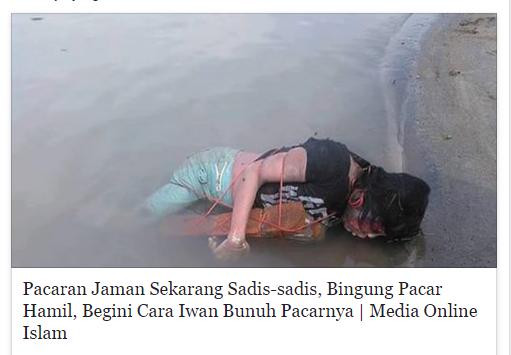 Pacaran Jaman Sekarang Sadis-sadis, Bingung Pacar
Hamil, Begini Cara Iwan Bunuh Pacarnya | Media Online
Islam